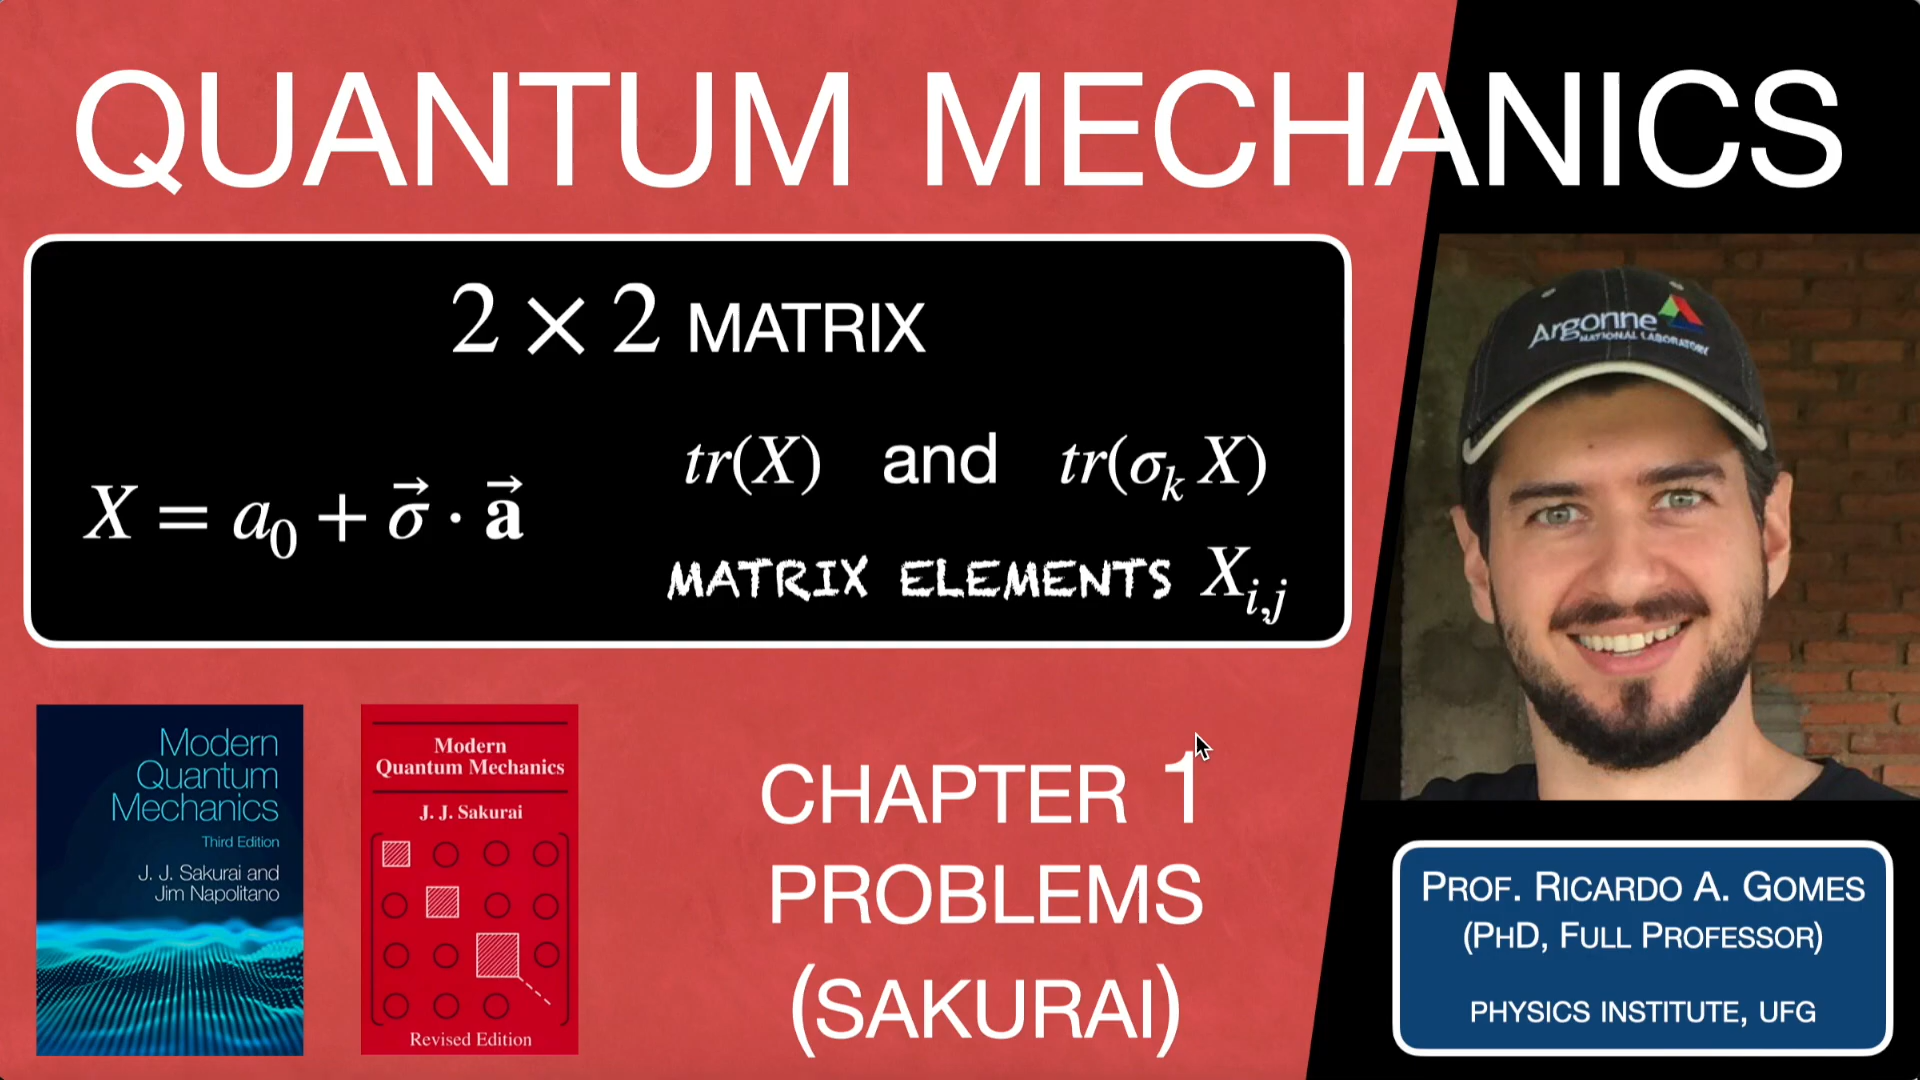 QUANTUM MECHANICS
2 × 2 MATRIX
X = a₀ + σ⃗ · a⃗
tr(X) and tr(σₖ X)
MATRIX ELEMENTS Xᵢ,ⱼ
Argonne
NATIONAL LABORATORY
Modern
Quantum
Mechanics
Third Edition
J. J. Sakurai and
Jim Napolitano
Modern
Quantum Mechanics
J. J. Sakurai
Revised Edition
CHAPTER 1
PROBLEMS
(SAKURAI)
PROF. RICARDO A. GOMES
(PHD, FULL PROFESSOR)
PHYSICS INSTITUTE, UFG